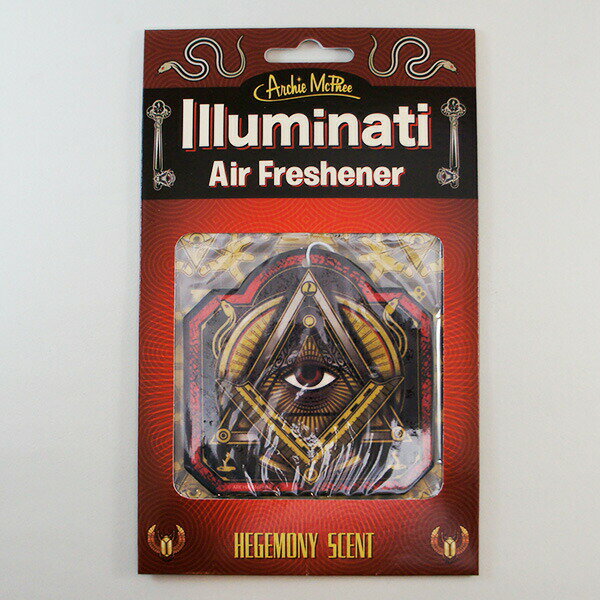 Archie McPhee
Illuminati
Air Freshener
HEGEMONY SCENT